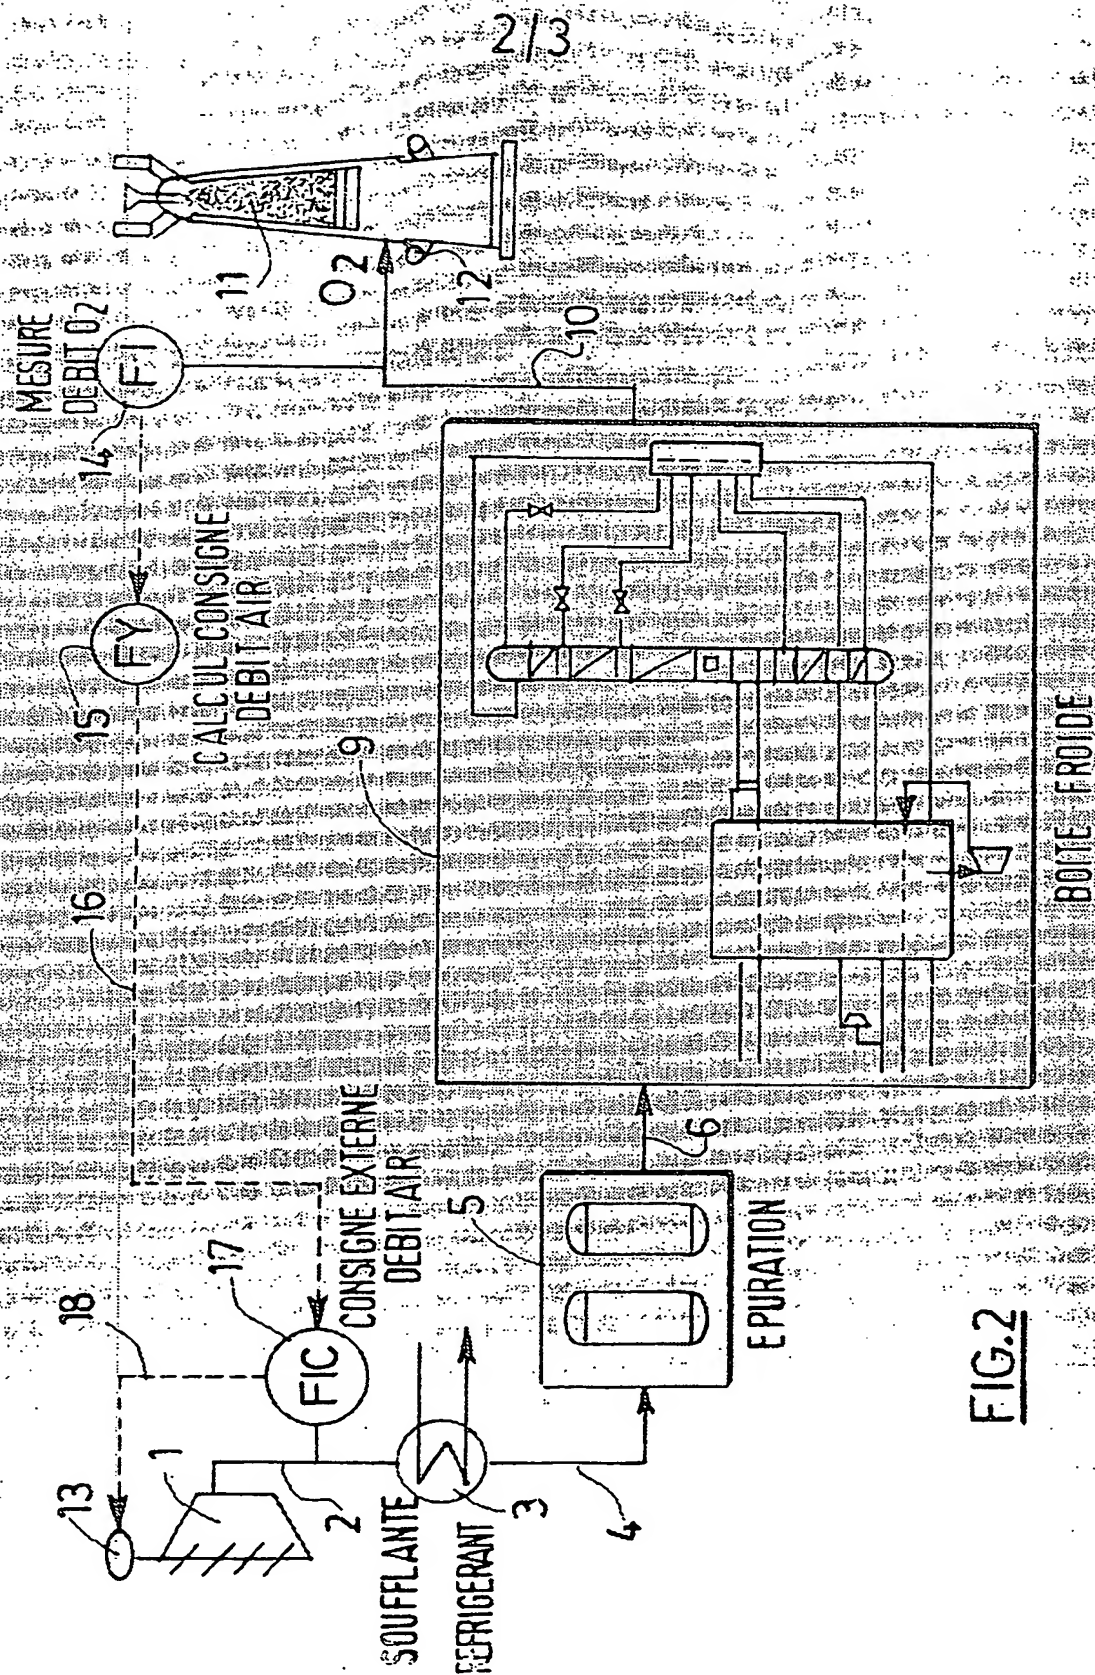 2/3
MESURE
DEBIT O2
FI
14
11
O2
12
10
FY
15
CALCUL CONSIGNE
DEBIT AIR
16
9
BOITE FROIDE
18
17
FIC
CONSIGNE EXTERNE
DEBIT AIR
13
1
2
SOUFFLANTE
REFRIGERANT
3
4
5
EPURATION
6
FIG.2